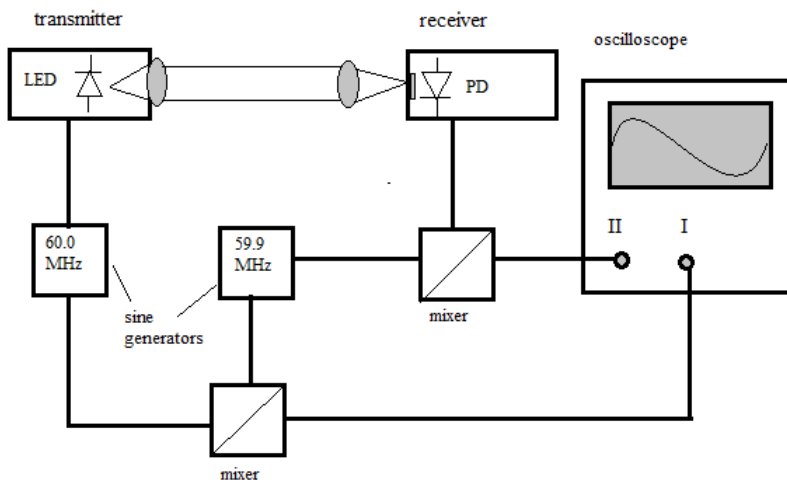 transmitter
receiver
oscilloscope
LED
PD
60.0
MHz
59.9
MHz
II
I
mixer
sine
generators
mixer